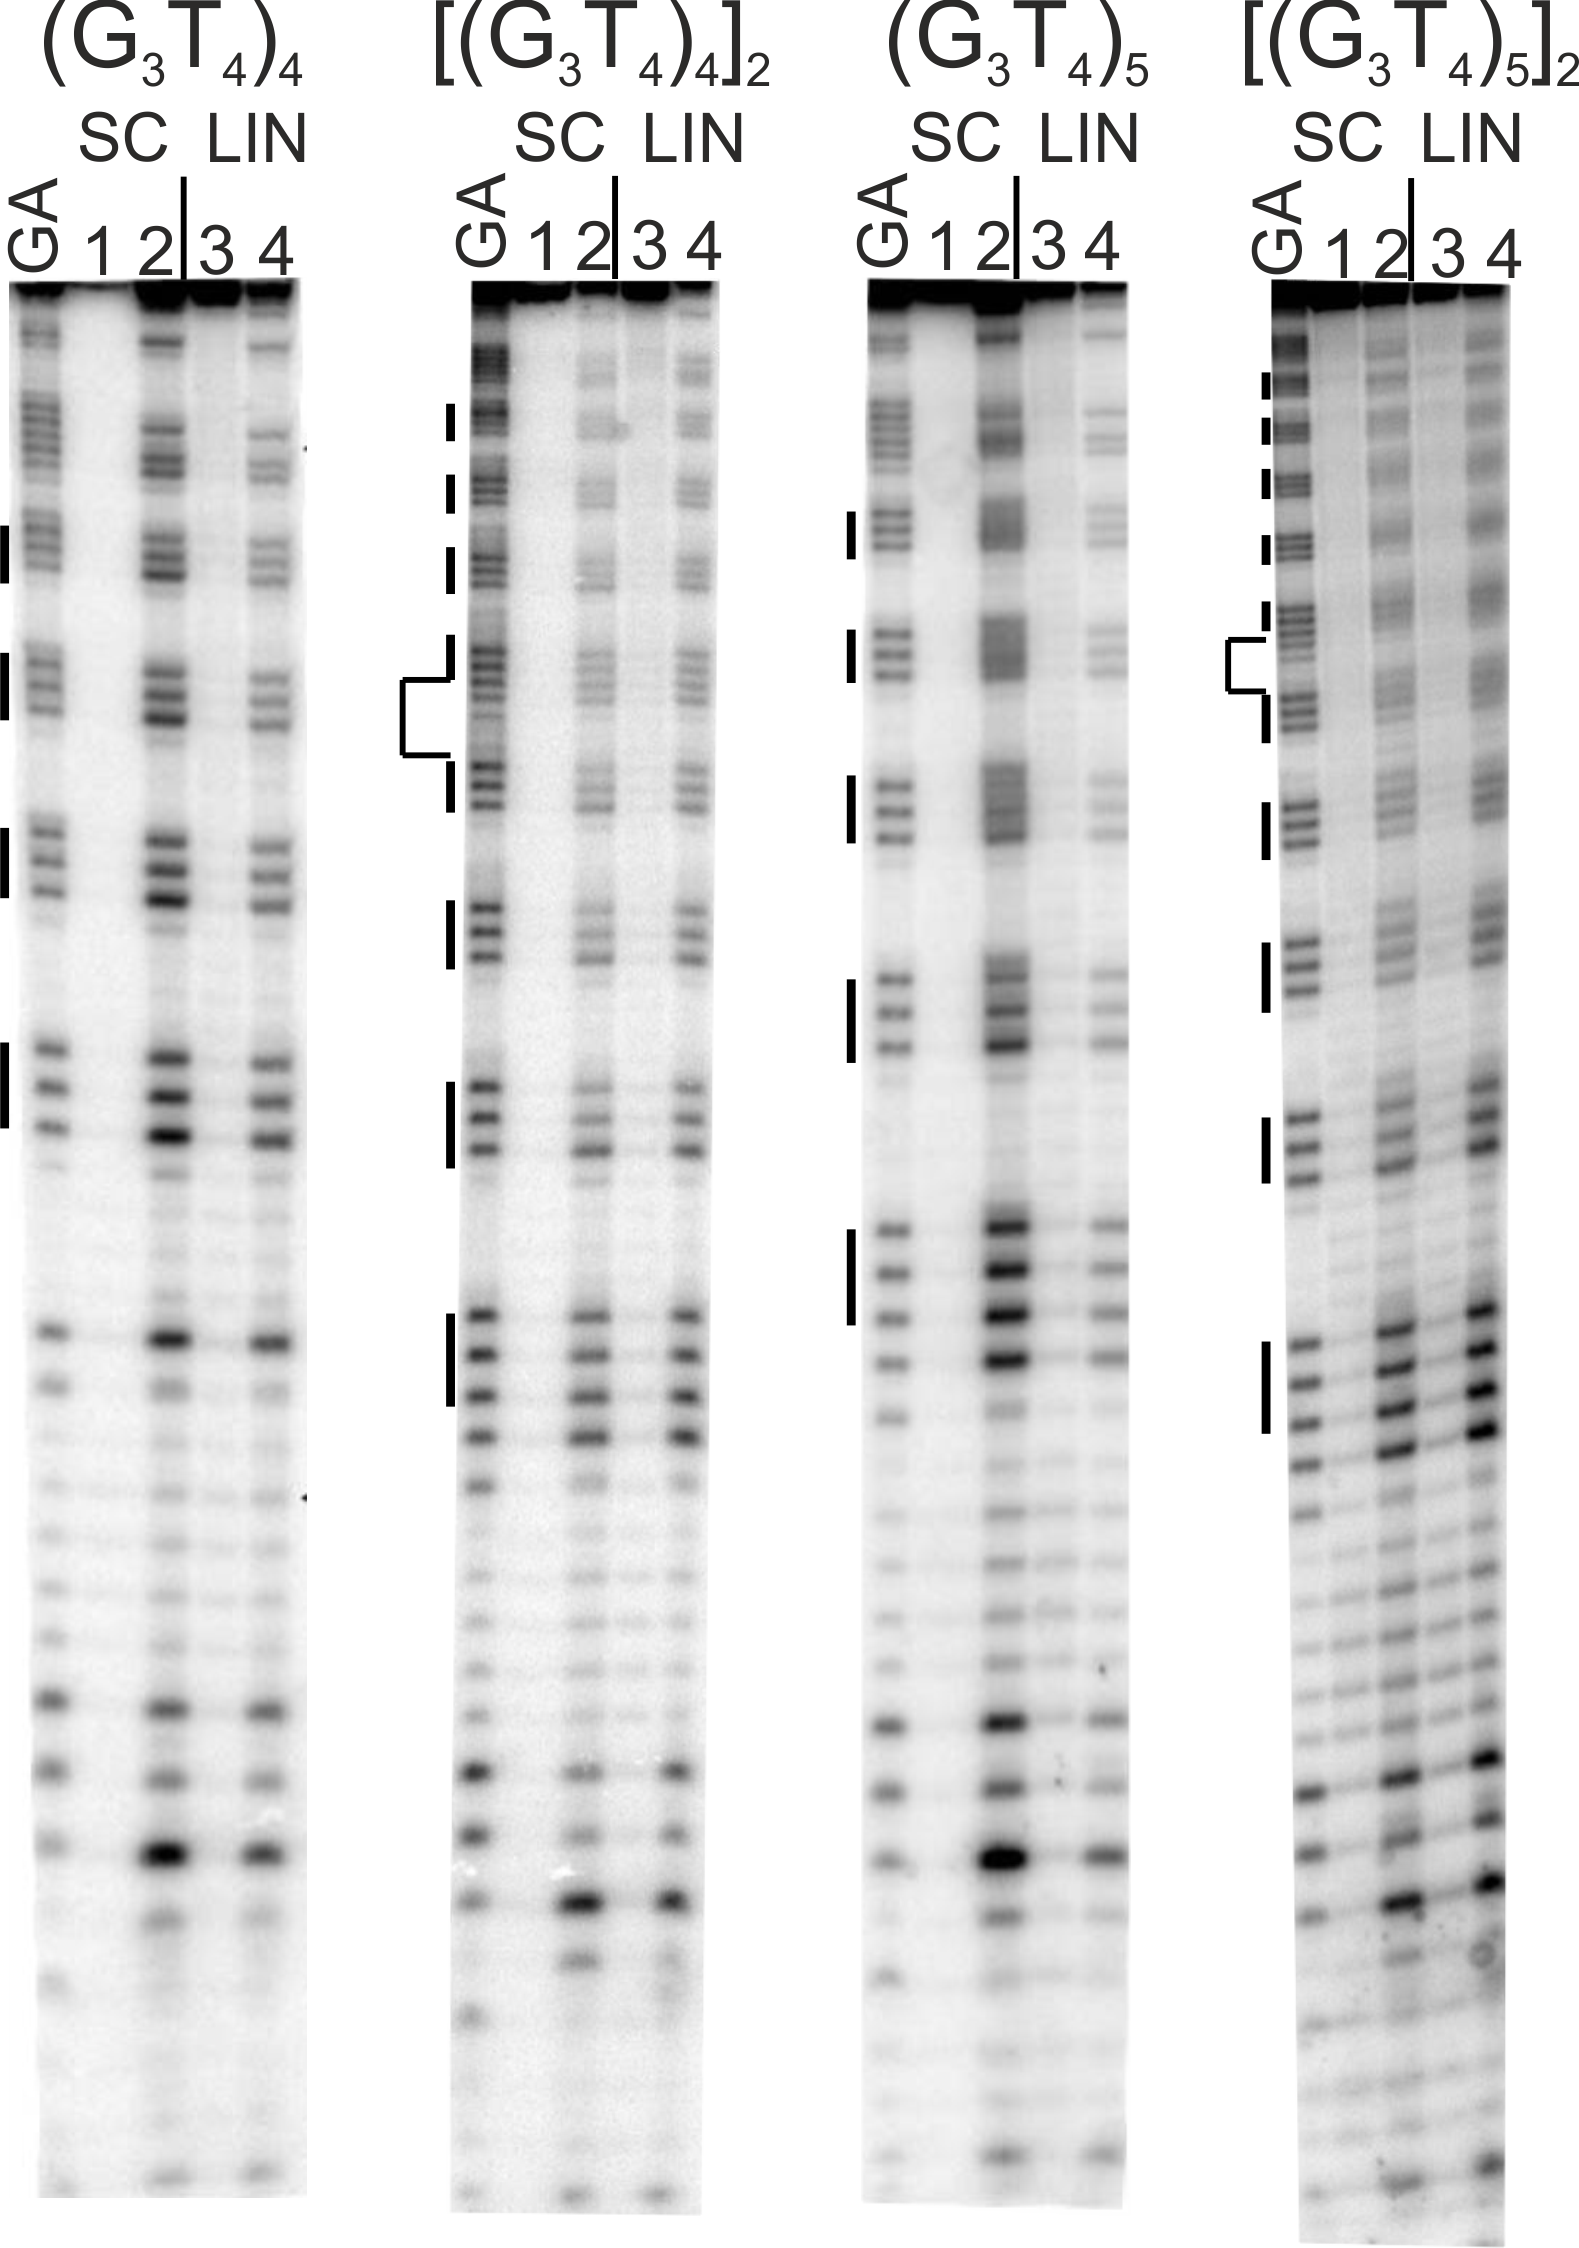 (G₃T₄)₄ [(G₃T₄)₄]₂ (G₃T₄)₅ [(G₃T₄)₅]₂
SC LIN SC LIN SC LIN SC LIN
GA 1 2 3 4 GA 1 2 3 4 GA 1 2 3 4 GA 1 2 3 4